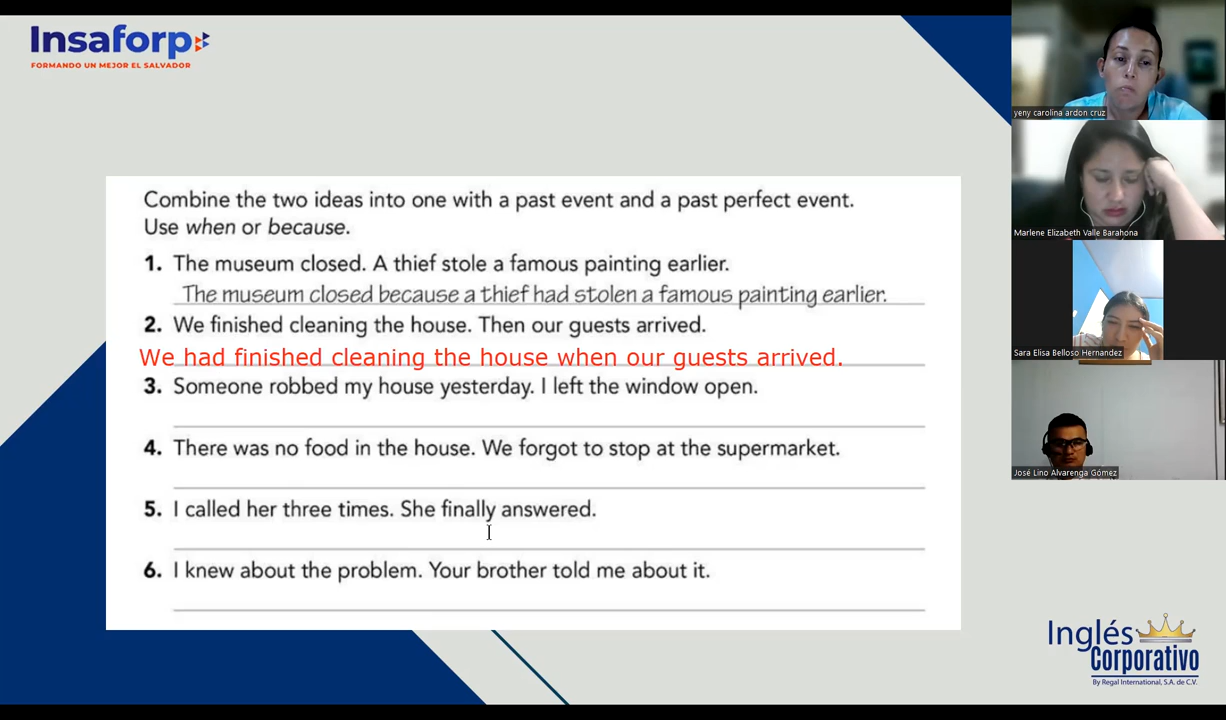 Insaforp
FORMANDO UN MEJOR EL SALVADOR
Combine the two ideas into one with a past event and a past perfect event.
Use when or because.
1. The museum closed. A thief stole a famous painting earlier.
The museum closed because a thief had stolen a famous painting earlier.
2. We finished cleaning the house. Then our guests arrived.
We had finished cleaning the house when our guests arrived.
3. Someone robbed my house yesterday. I left the window open.
4. There was no food in the house. We forgot to stop at the supermarket.
5. I called her three times. She finally answered.
6. I knew about the problem. Your brother told me about it.
yeny carolina ardon cruz
Marlene Elizabeth Valle Barahona
Sara Elisa Belloso Hernandez
José Lino Alvarenga Gómez
Inglés
Corporativo
By Regal International, S.A. de C.V.